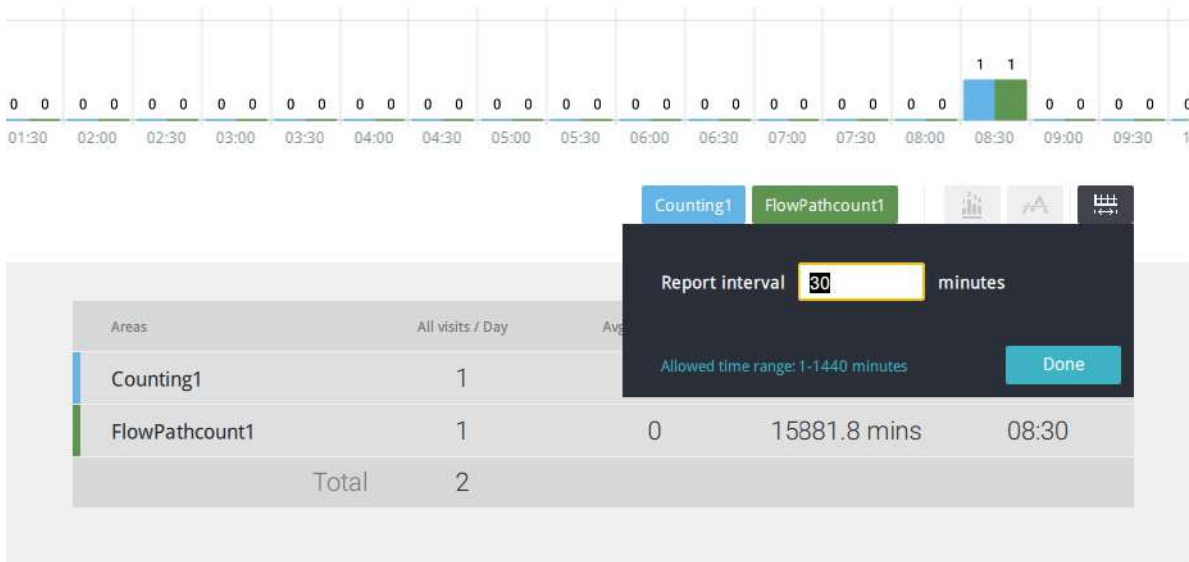 1 1
0 0 0 0 0 0 0 0 0 0 0 0 0 0 0 0 0 0 0 0 0 0 0 0 0 0 0 0 0 0 0 0
01:30 02:00 02:30 03:00 03:30 04:00 04:30 05:00 05:30 06:00 06:30 07:00 07:30 08:00 08:30 09:00 09:30
Counting1 FlowPathcount1
Report interval 30 minutes
Areas All visits / Day Avg
Allowed time range: 1-1440 minutes Done
Counting1 1
FlowPathcount1 1 0 15881.8 mins 08:30
Total 2